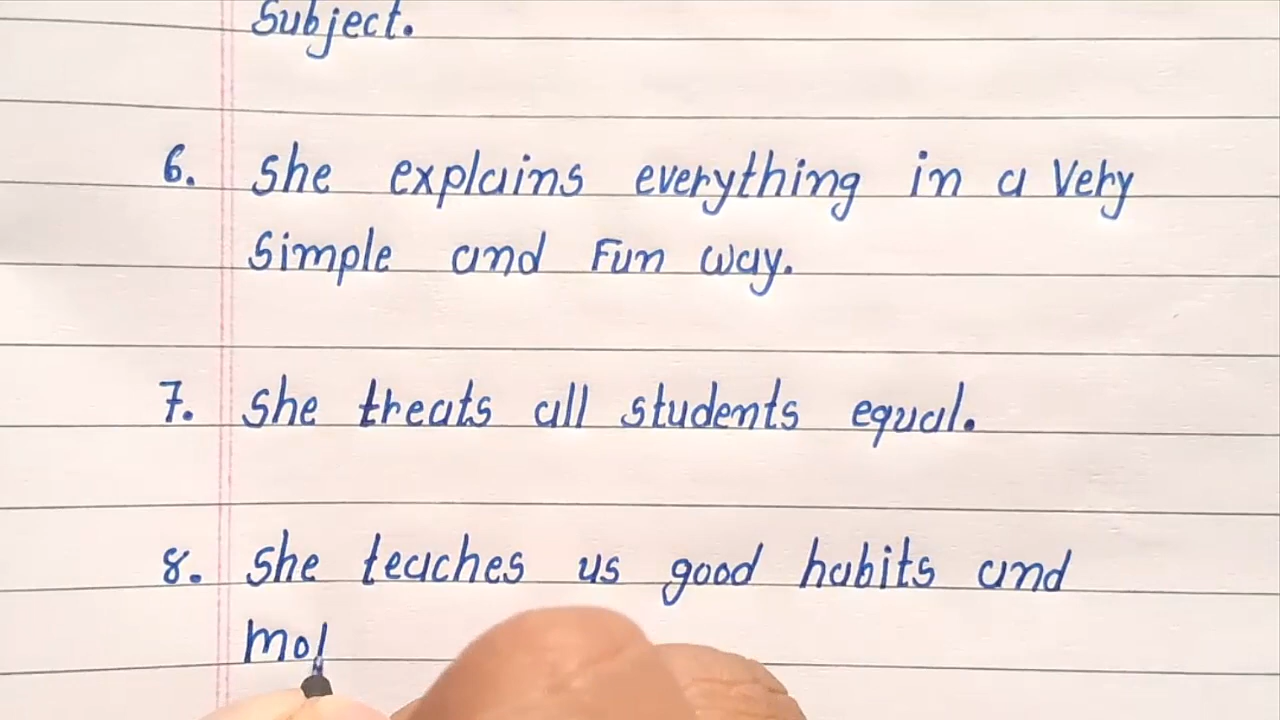 Subject.
6. She explains everything in a Very
Simple and Fun way.
7. She treats all students equal.
8. She teaches us good habits and